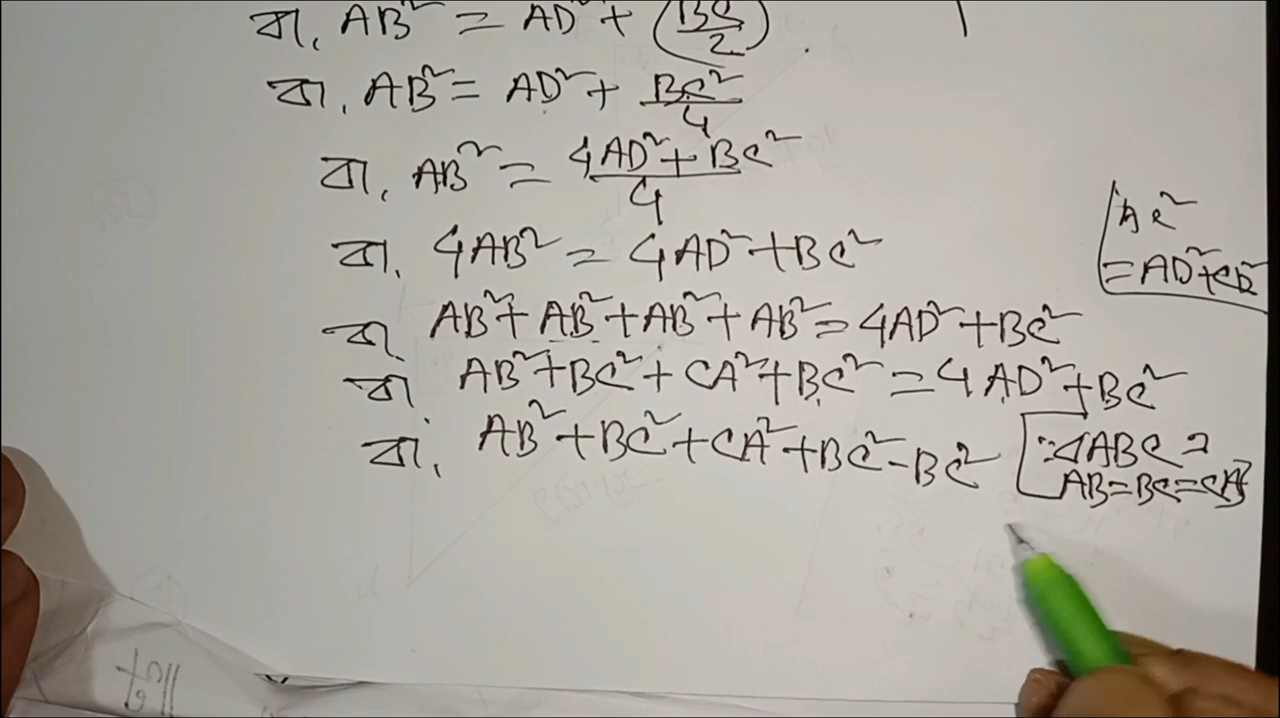 বা, AB² = AD² + (BC/2)²
বা, AB² = AD² + BC²/4
বা, AB² = 4AD² + BC²/4
বা, 4AB² = 4AD² + BC²
AC²
= AD² + CD²
বা, AB² + AB² + AB² + AB² = 4AD² + BC²
বা, AB² + BC² + CA² + BC² = 4AD² + BC²
বা, AB² + BC² + CA² + BC² - BC²
AB = BC = CA